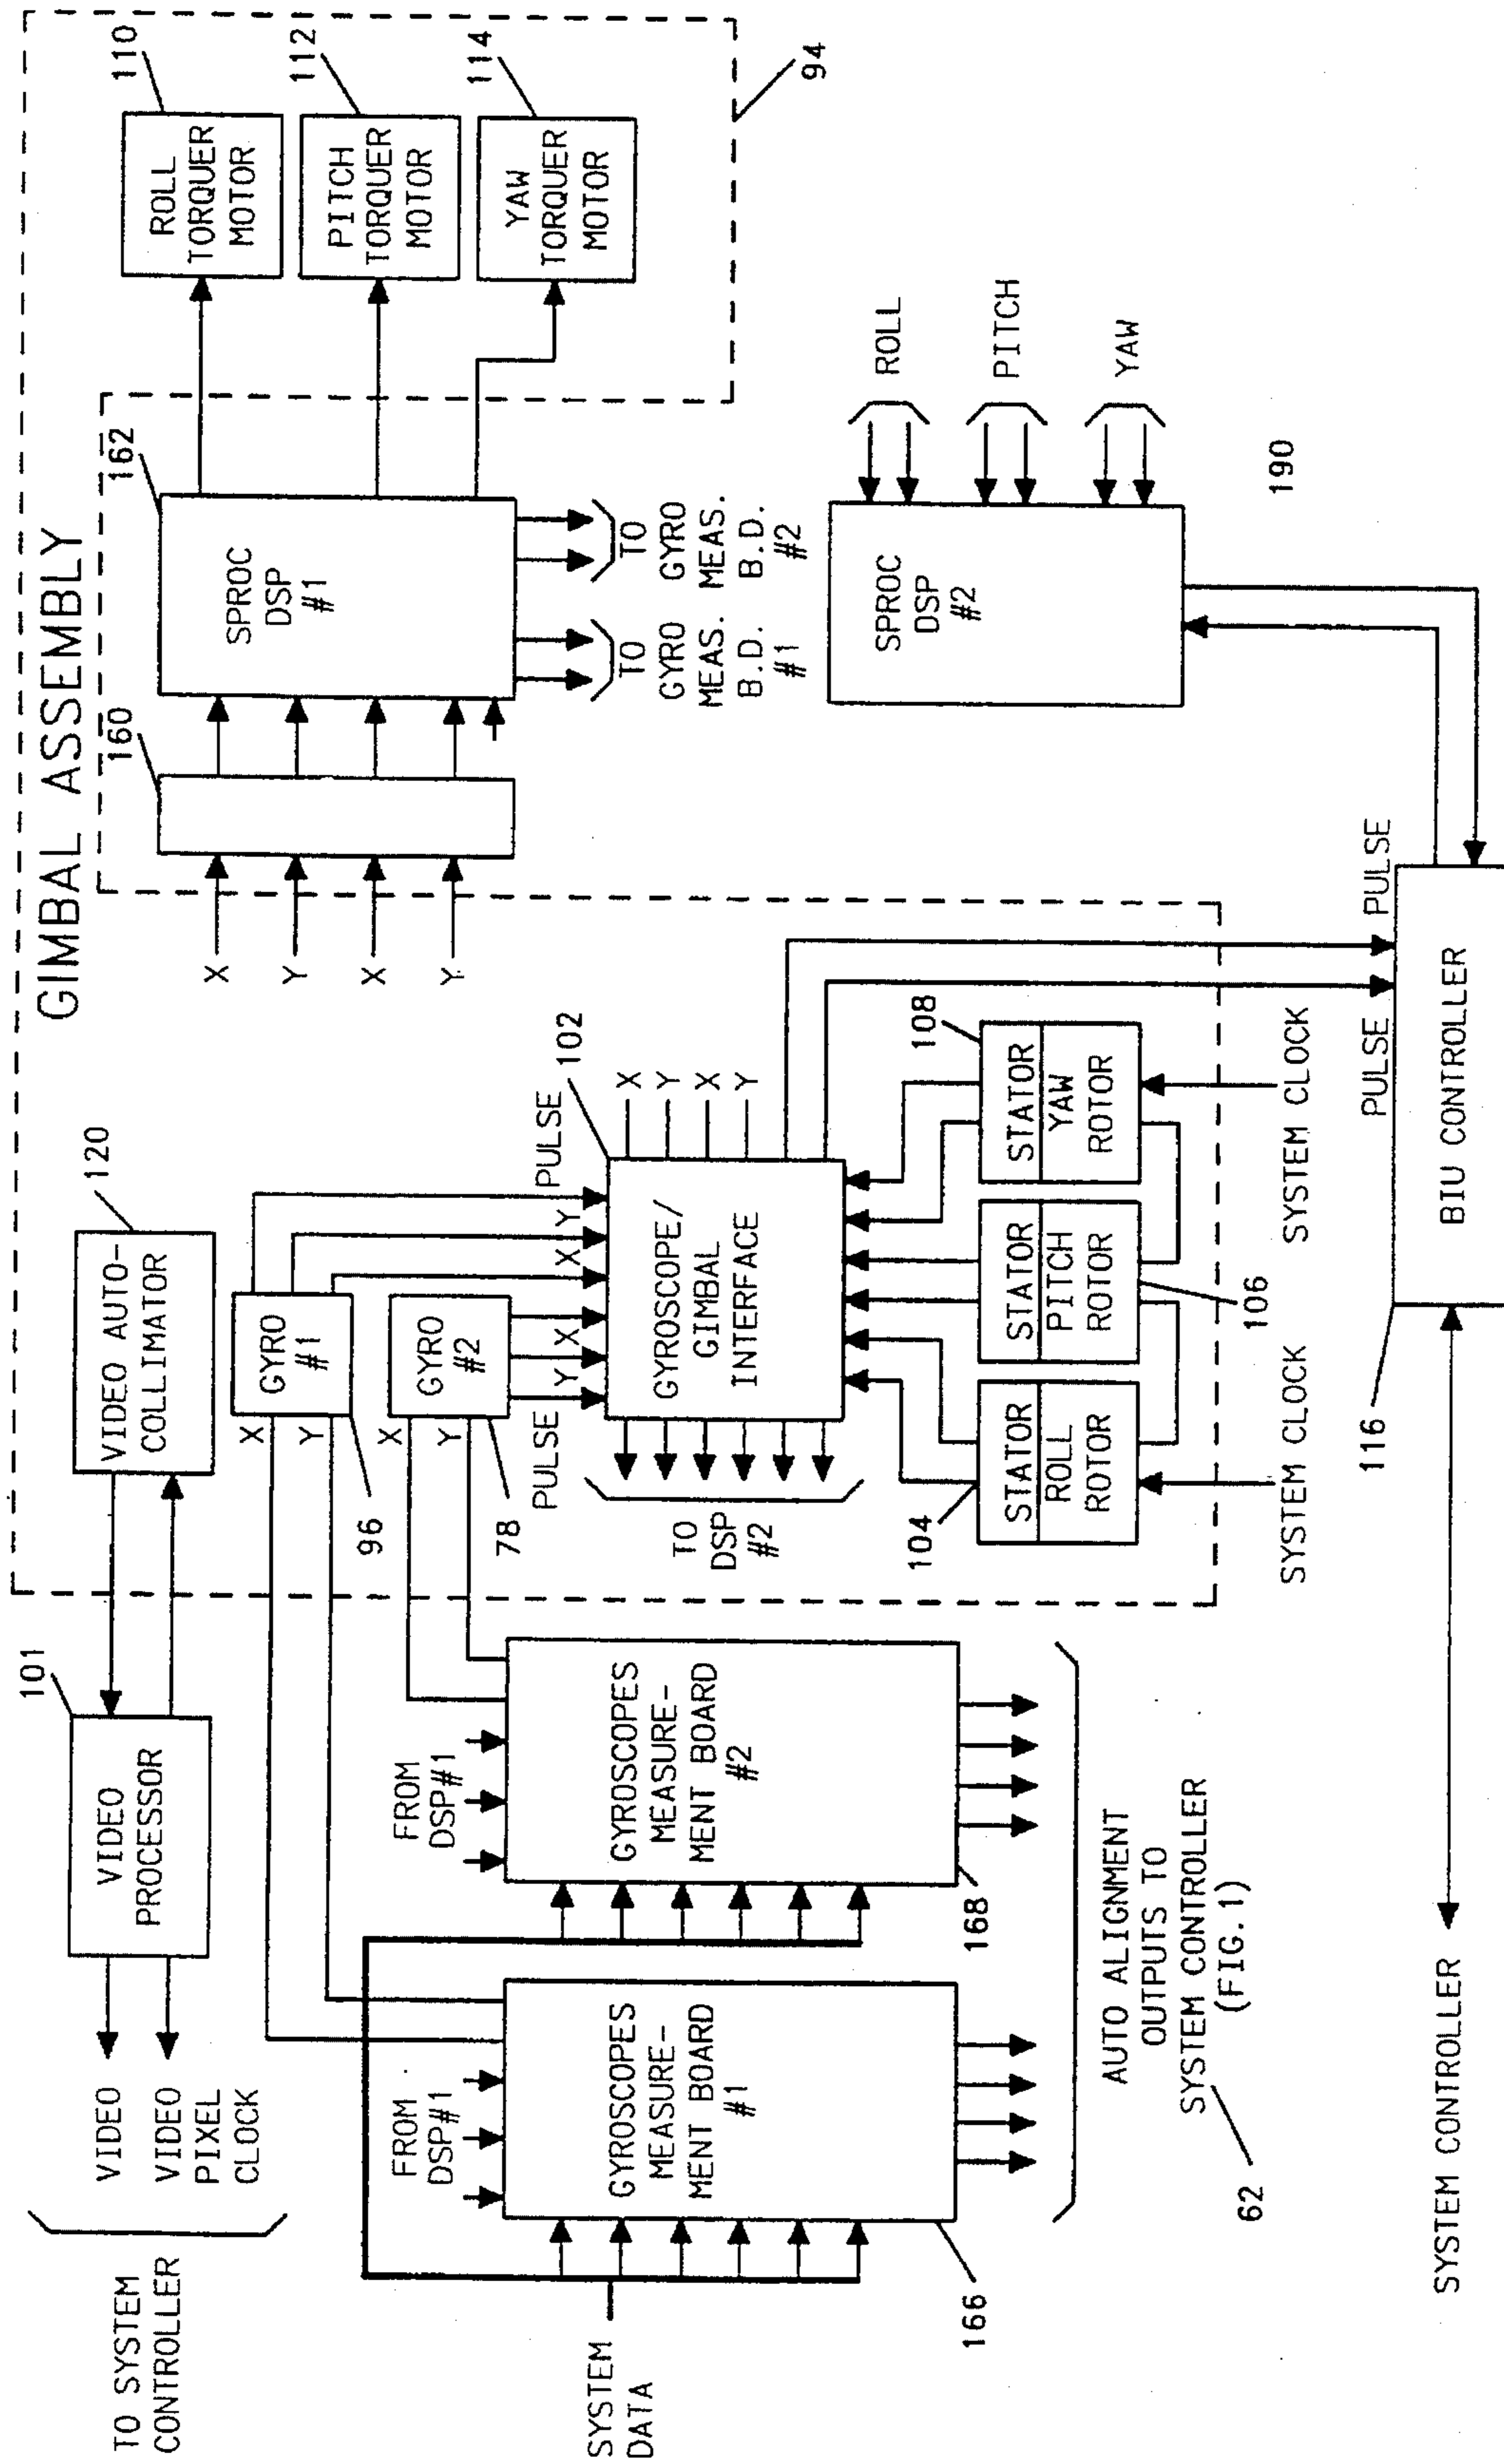 GIMBAL ASSEMBLY
TO SYSTEM
CONTROLLER
VIDEO
VIDEO
PIXEL
CLOCK
101
VIDEO
PROCESSOR
120
VIDEO AUTO-
COLLIMATOR
X
Y
GYRO
#1
96
PULSE
Y
X
X
Y
GYRO
#2
78
PULSE
Y
X
102
GYROSCOPE/
GIMBAL
INTERFACE
X
Y
X
Y
TO
DSP
#2
104
STATOR
ROLL
ROTOR
STATOR
PITCH
ROTOR
106
108
STATOR
YAW
ROTOR
SYSTEM CLOCK
SYSTEM CLOCK
X
Y
X
Y
160
162
SPROC
DSP
#1
TO
GYRO
MEAS.
B.D.
#1
TO
GYRO
MEAS.
B.D.
#2
ROLL
TORQUER
MOTOR
110
PITCH
TORQUER
MOTOR
112
YAW
TORQUER
MOTOR
114
94
SPROC
DSP
#2
ROLL
PITCH
YAW
190
SYSTEM
DATA
FROM
DSP#1
GYROSCOPES
MEASURE-
MENT BOARD
#1
166
FROM
DSP#1
GYROSCOPES
MEASURE-
MENT BOARD
#2
168
AUTO ALIGNMENT
OUTPUTS TO
SYSTEM CONTROLLER
(FIG.1)
62
SYSTEM CONTROLLER
116
PULSE
PULSE
BIU CONTROLLER